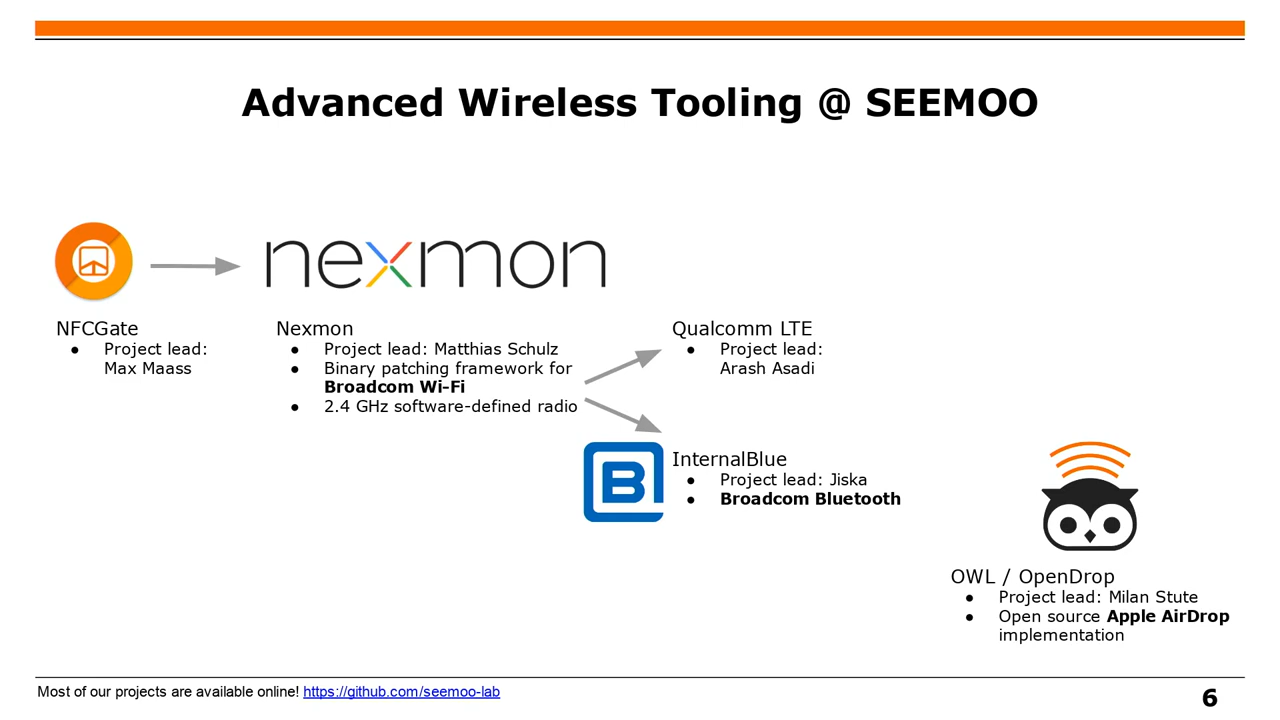 Advanced Wireless Tooling @ SEEMOO
nexmon
NFCGate
● Project lead:
Max Maass
Nexmon
● Project lead: Matthias Schulz
● Binary patching framework for
Broadcom Wi-Fi
● 2.4 GHz software-defined radio
Qualcomm LTE
● Project lead:
Arash Asadi
B
InternalBlue
● Project lead: Jiska
● Broadcom Bluetooth
OWL / OpenDrop
● Project lead: Milan Stute
● Open source Apple AirDrop
implementation
Most of our projects are available online! https://github.com/seemoo-lab
6